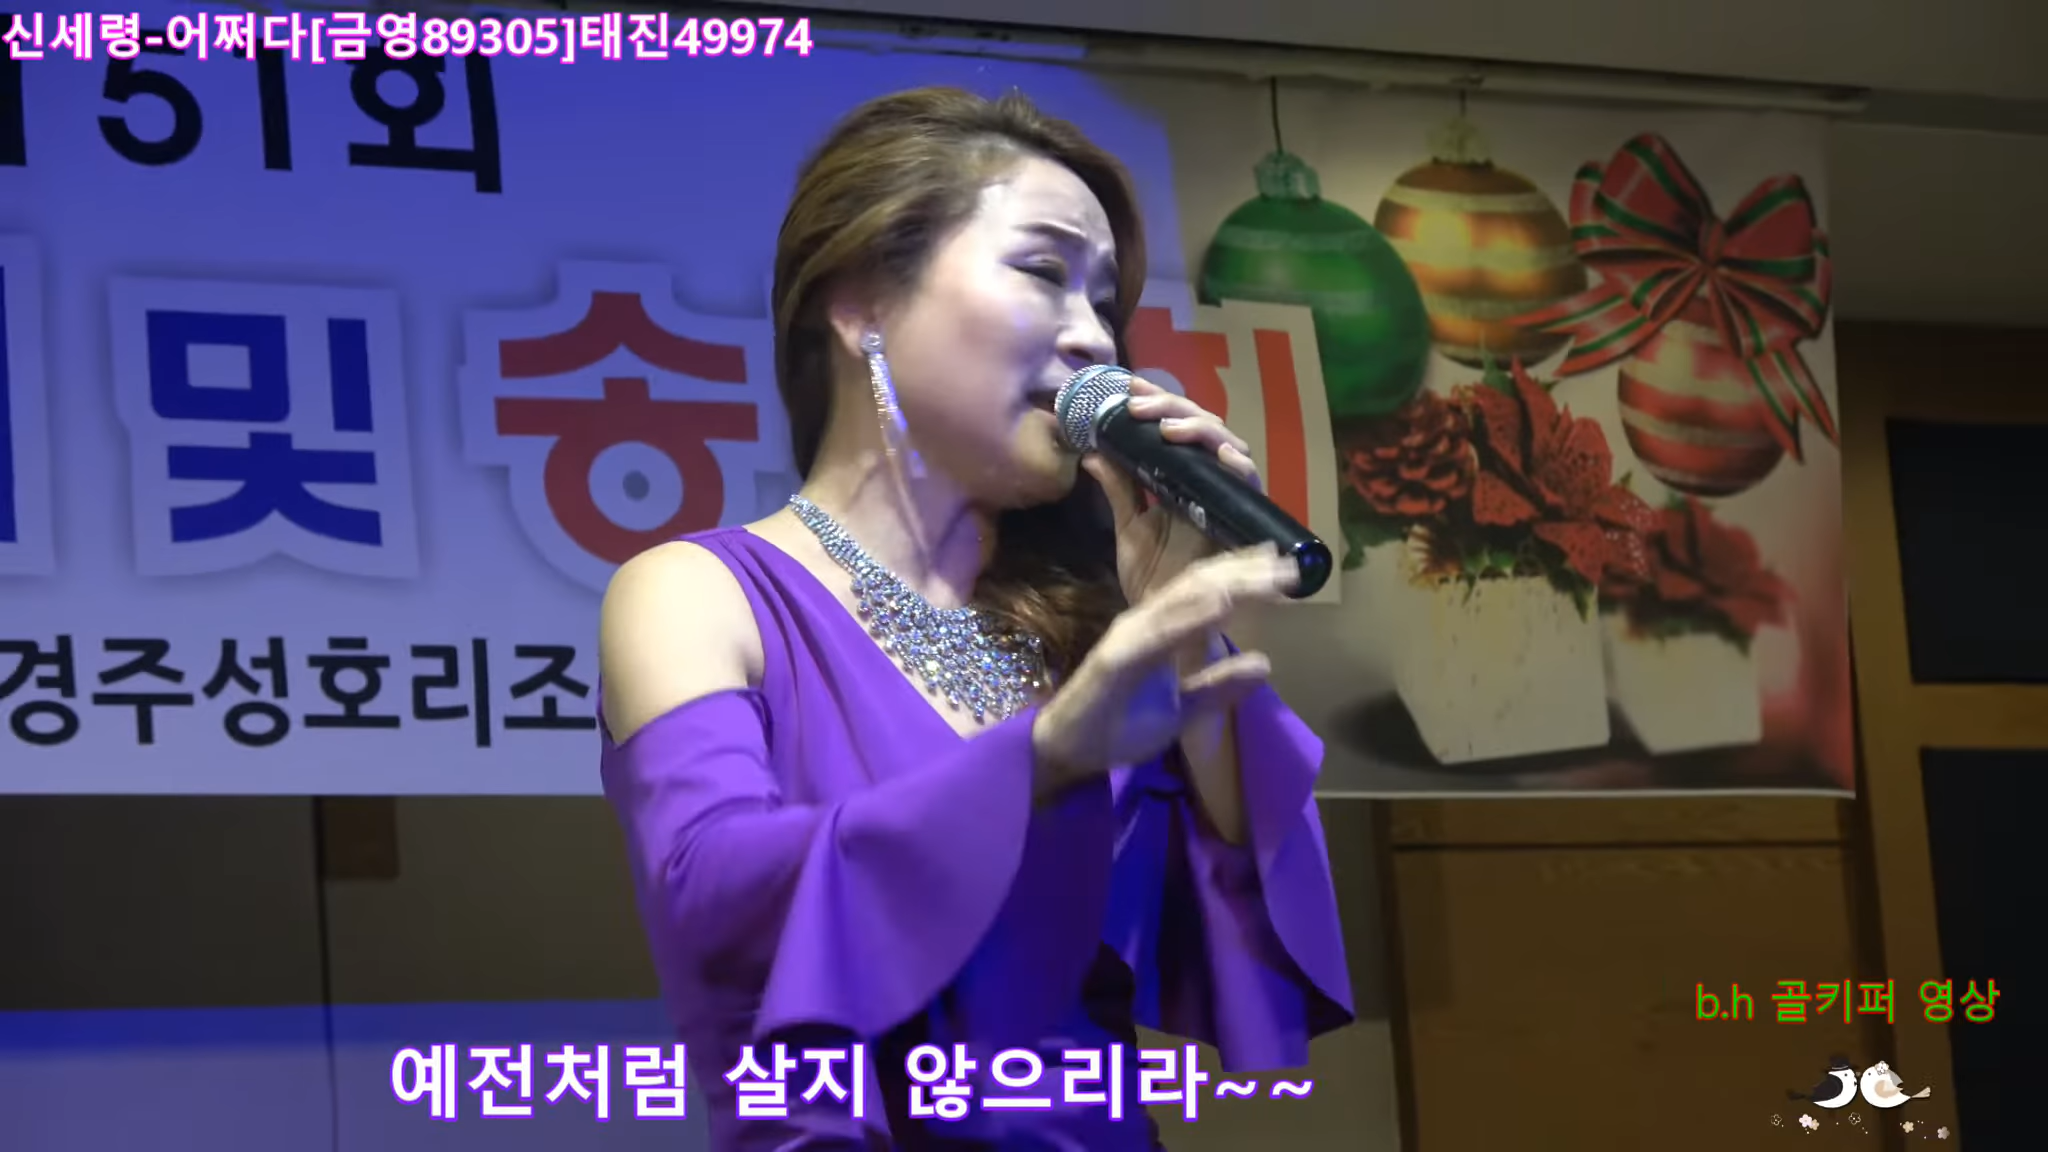 신세령-어쩌다[금영89305]태진49974
151회
및 송
경주성호리조
b.h 골키퍼 영상
예전처럼 살지 않으리라~~